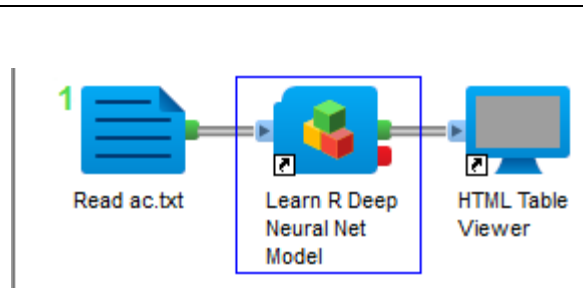 1
Read ac.txt
Learn R Deep
Neural Net
Model
HTML Table
Viewer